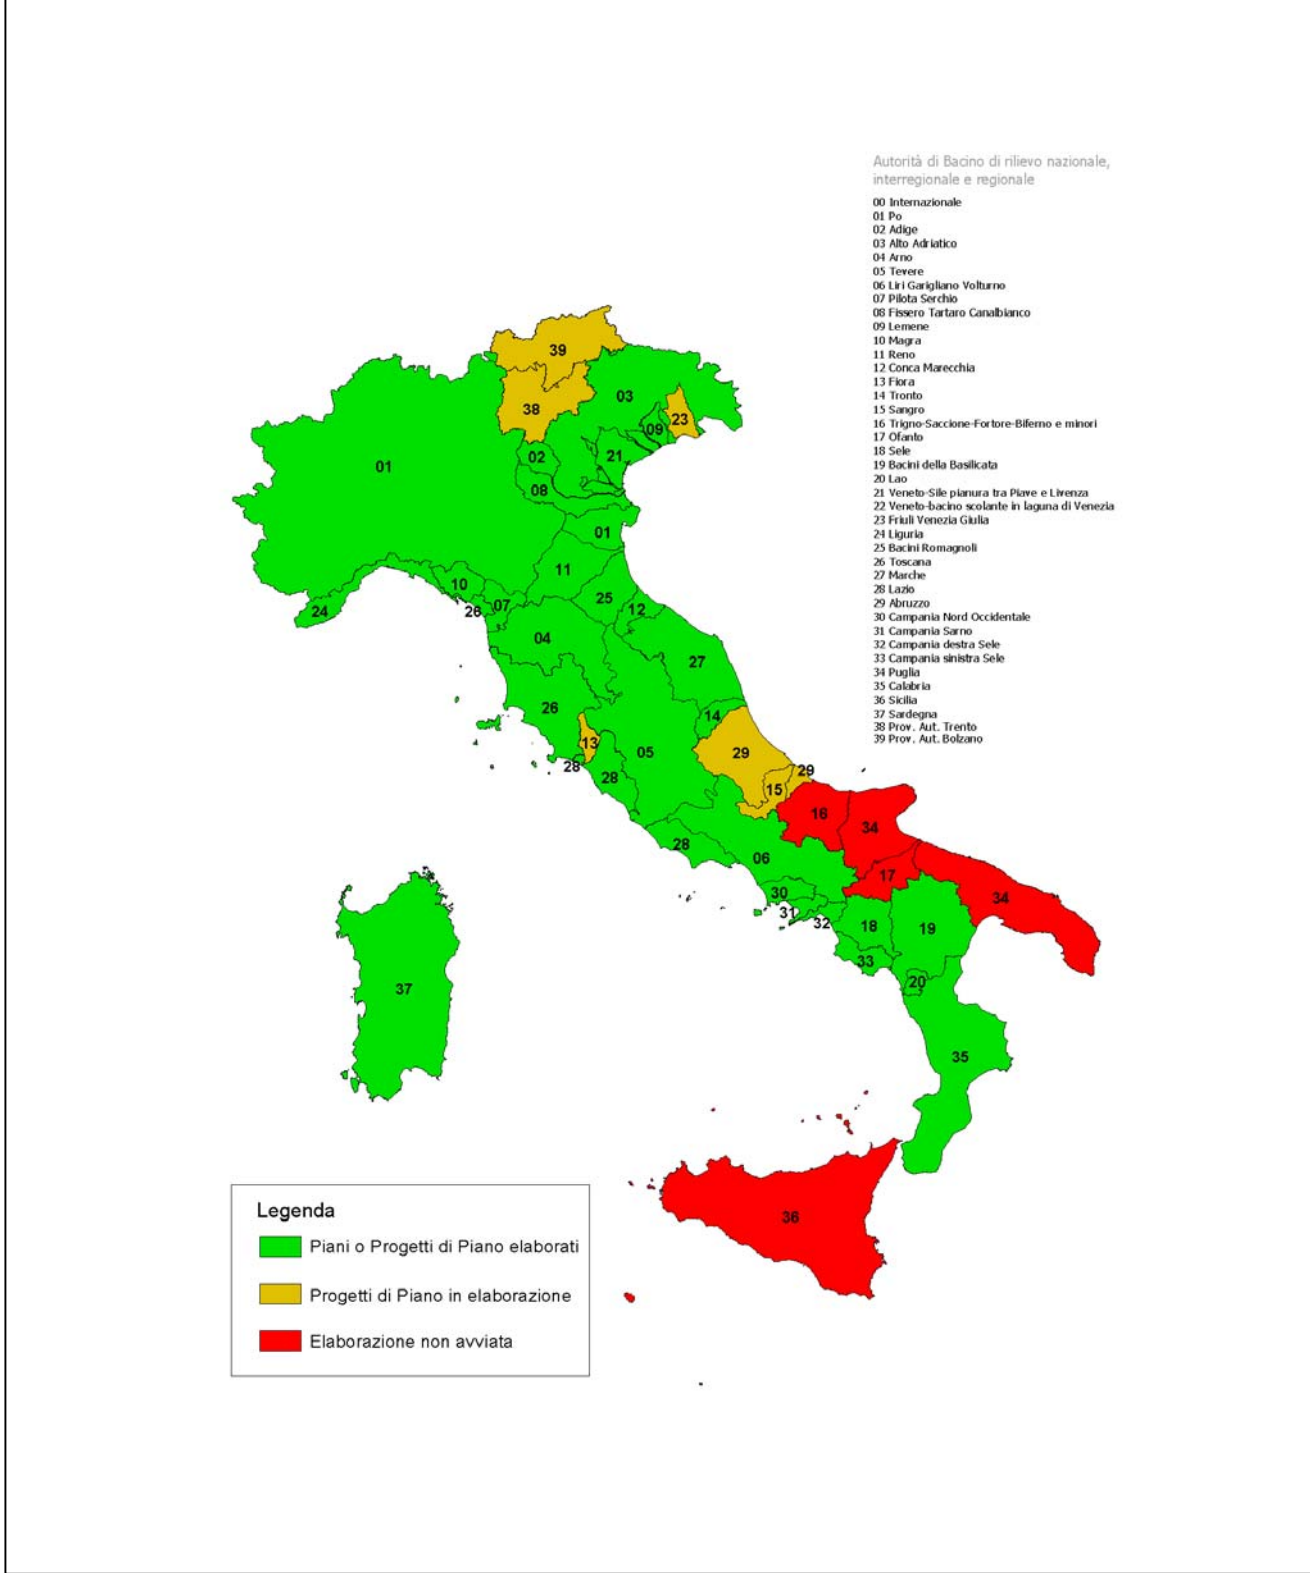 Autorità di Bacino di rilievo nazionale,
interregionale e regionale
00 Internazionale
01 Po
02 Adige
03 Alto Adriatico
04 Arno
05 Tevere
06 Liri Garigliano Volturno
07 Pilota Serchio
08 Fissero Tartaro Canalbianco
09 Lemene
10 Magra
11 Reno
12 Conca Marecchia
13 Fiora
14 Tronto
15 Sangro
16 Trigno-Saccione-Fortore-Biferno e minori
17 Ofanto
18 Sele
19 Bacini della Basilicata
20 Lao
21 Veneto-Sile pianura tra Piave e Livenza
22 Veneto-bacino scolante in laguna di Venezia
23 Friuli Venezia Giulia
24 Liguria
25 Bacini Romagnoli
26 Toscana
27 Marche
28 Lazio
29 Abruzzo
30 Campania Nord Occidentale
31 Campania Sarno
32 Campania destra Sele
33 Campania sinistra Sele
34 Puglia
35 Calabria
36 Sicilia
37 Sardegna
38 Prov. Aut. Trento
39 Prov. Aut. Bolzano
39
03
38
23
09
02
21
01
08
01
11
10
25
07
26
24
12
04
27
26
14
13
05
29
28
29
28
15
16
34
28
06
17
30
34
31
32
18
19
33
20
37
35
36
Legenda
Piani o Progetti di Piano elaborati
Progetti di Piano in elaborazione
Elaborazione non avviata